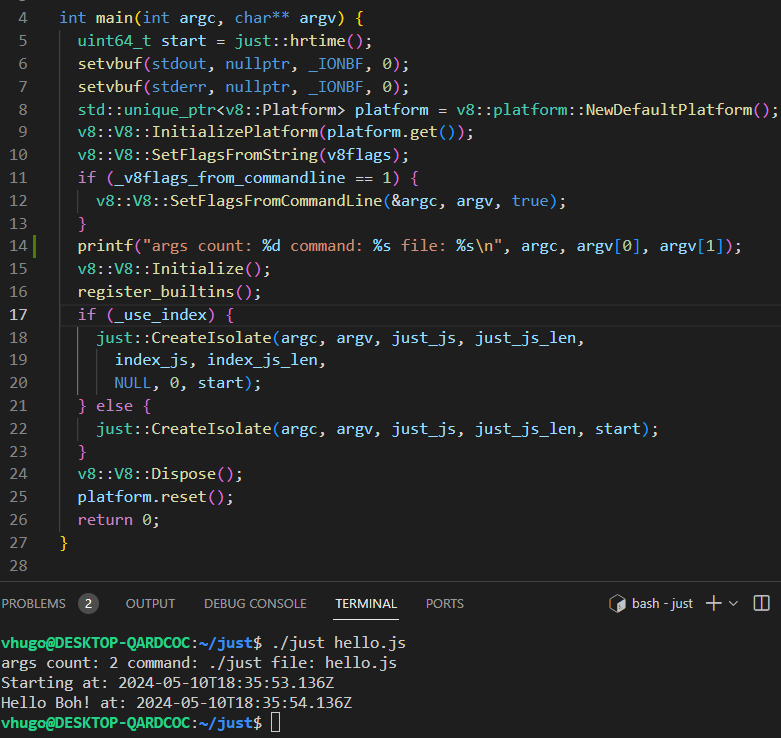 4 int main(int argc, char** argv) {
5 uint64_t start = just::hrtime();
6 setvbuf(stdout, nullptr, _IONBF, 0);
7 setvbuf(stderr, nullptr, _IONBF, 0);
8 std::unique_ptr<v8::Platform> platform = v8::platform::NewDefaultPlatform();
9 v8::V8::InitializePlatform(platform.get());
10 v8::V8::SetFlagsFromString(v8flags);
11 if (_v8flags_from_commandline == 1) {
12 v8::V8::SetFlagsFromCommandLine(&argc, argv, true);
13 }
14 printf("args count: %d command: %s file: %s\n", argc, argv[0], argv[1]);
15 v8::V8::Initialize();
16 register_builtins();
17 if (_use_index) {
18 just::CreateIsolate(argc, argv, just_js, just_js_len,
19 index_js, index_js_len,
20 NULL, 0, start);
21 } else {
22 just::CreateIsolate(argc, argv, just_js, just_js_len, start);
23 }
24 v8::V8::Dispose();
25 platform.reset();
26 return 0;
27 }
28
PROBLEMS 2 OUTPUT DEBUG CONSOLE TERMINAL PORTS bash - just
vhugo@DESKTOP-QARDCOC:~/just$ ./just hello.js
args count: 2 command: ./just file: hello.js
Starting at: 2024-05-10T18:35:53.136Z
Hello Boh! at: 2024-05-10T18:35:54.136Z
vhugo@DESKTOP-QARDCOC:~/just$